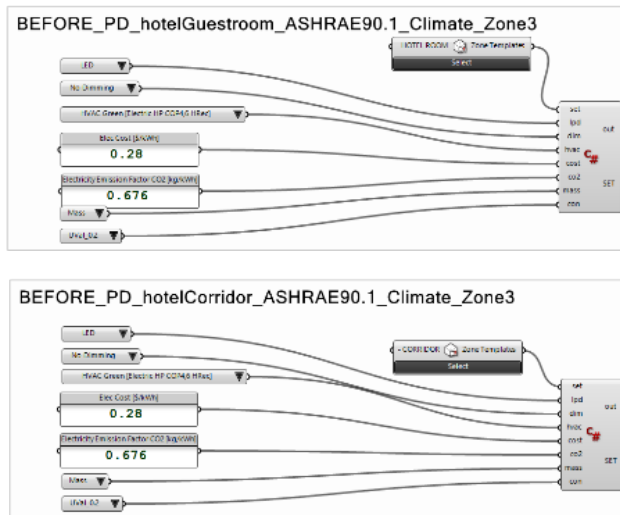 BEFORE_PD_hotelGuestroom_ASHRAE90.1_Climate_Zone3
HOTEL ROOM Zone Templates
Select
LED
No Dimming
HVAC Green [Electric HP COP4,6 HRec]
Elec Cost [$/kWh]
0.28
Electricity Emission Factor CO2 [kg/kWh]
0.676
Mass
UVal_02
set
lpd
dim
hvac
cost
co2
mass
con
out
SET
C#
BEFORE_PD_hotelCorridor_ASHRAE90.1_Climate_Zone3
LED
- CORRIDOR Zone Templates
Select
No Dimming
HVAC Green [Electric HP COP4,6 HRec]
Elec Cost [$/kWh]
0.28
Electricity Emission Factor CO2 [kg/kWh]
0.676
Mass
UVal_02
set
lpd
dim
hvac
cost
co2
mass
con
out
SET
C#